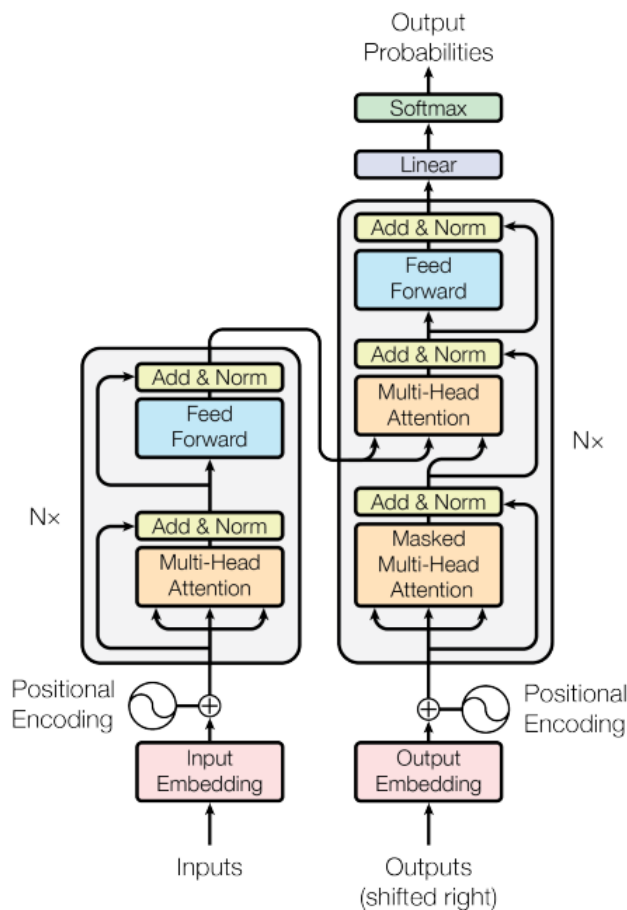 Output
Probabilities
Softmax
Linear
Add & Norm
Feed
Forward
Add & Norm
Multi-Head
Attention
Add & Norm
Masked
Multi-Head
Attention
N×
Add & Norm
Feed
Forward
Add & Norm
Multi-Head
Attention
N×
Positional
Encoding
Positional
Encoding
Input
Embedding
Output
Embedding
Inputs
Outputs
(shifted right)